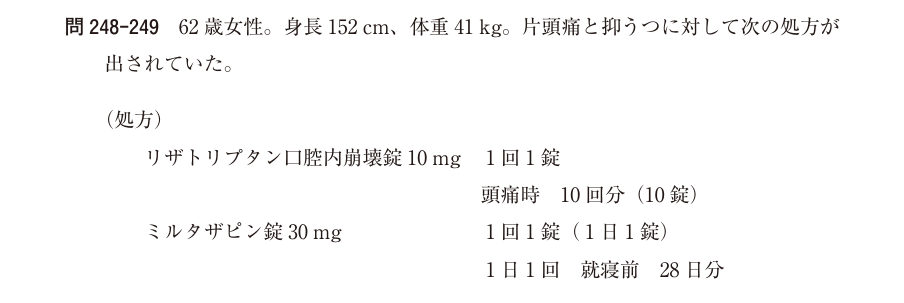 問 248-249　62 歳女性。身長 152 cm、体重 41 kg。片頭痛と抑うつに対して次の処方が
出されていた。
（処方）
リザトリプタン口腔内崩壊錠 10 mg　1 回 1 錠
頭痛時　10 回分（10 錠）
ミルタザピン錠 30 mg　1 回 1 錠（1 日 1 錠）
1 日 1 回　就寝前　28 日分